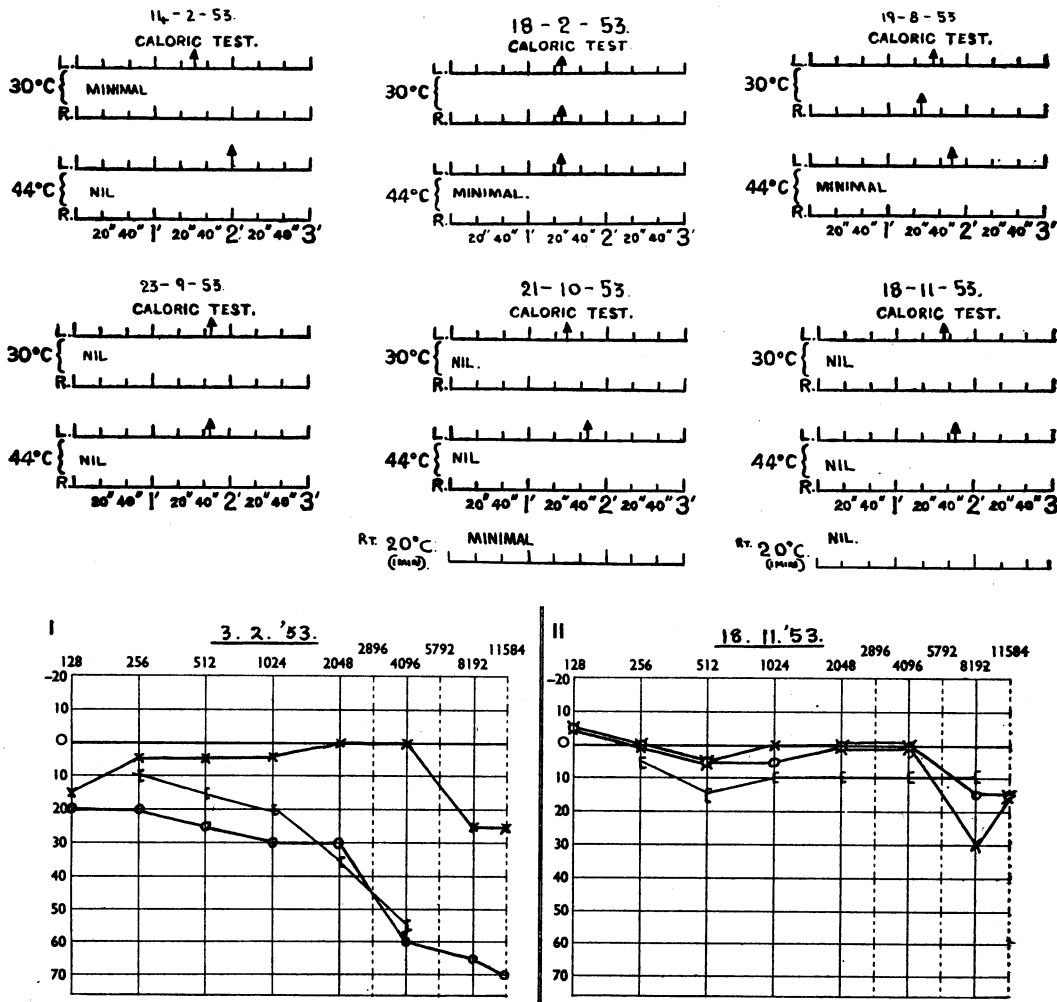 14-2-53.
CALORIC TEST.
L.
30°C { MINIMAL
R.
L.
44°C { NIL
R.
20" 40" 1' 20" 40" 2' 20" 40" 3'
18-2-53.
CALORIC TEST
L.
30°C {
R.
L.
44°C { MINIMAL.
R.
20" 40" 1' 20" 40" 2' 20" 40" 3'
19-8-53
CALORIC TEST.
L.
30°C {
R.
L.
44°C { MINIMAL
R.
20" 40" 1' 20" 40" 2' 20" 40" 3'
23-9-53.
CALORIC TEST.
L.
30°C { NIL
R.
L.
44°C { NIL
R.
20" 40" 1' 20" 40" 2' 20" 40" 3'
21-10-53.
CALORIC TEST.
L.
30°C { NIL.
R.
L.
44°C { NIL
R.
20" 40" 1' 20" 40" 2' 20" 40" 3'
RT. 20°C. MINIMAL
(1MIN).
18-11-53.
CALORIC TEST.
L.
30°C { NIL.
R.
L.
44°C { NIL
R.
20" 40" 1' 20" 40" 2' 20" 40" 3
RT. 20°C. NIL.
(1MIN)
I
3.2.'53.
128 256 512 1024 2048 2896 4096 5792 8192 11584
-20
10
0
10
20
30
40
50
60
70
II
18.11.'53.
128 256 512 1024 2048 2896 4096 5792 8192 11584
-20
10
0
10
20
30
40
50
60
70